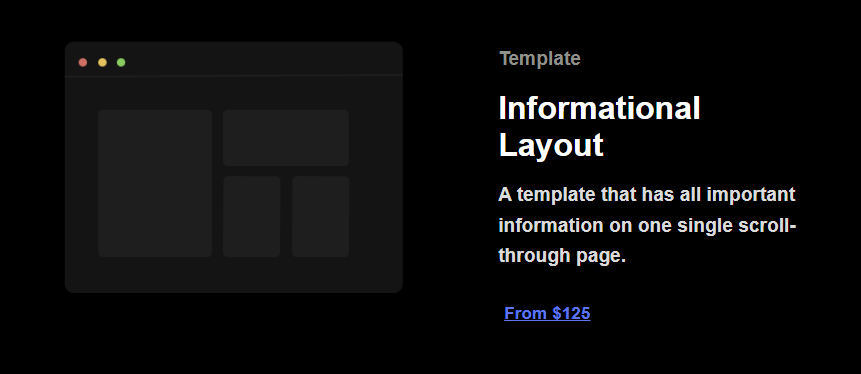 Template
Informational
Layout
A template that has all important
information on one single scroll-
through page.
From $125